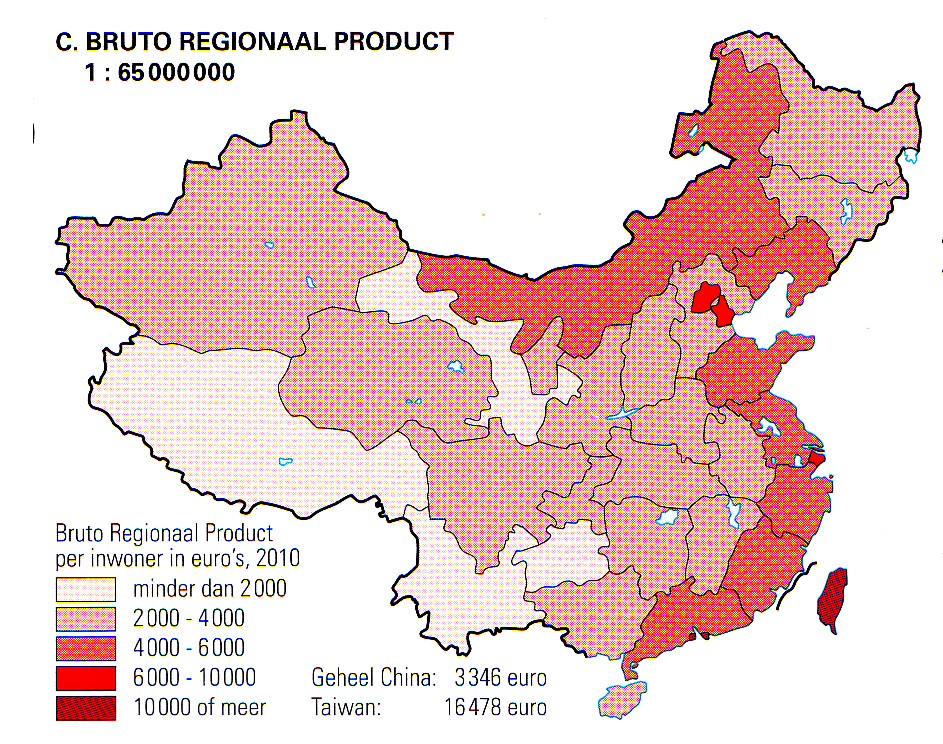 C. BRUTO REGIONAAL PRODUCT
1 : 65 000 000
Bruto Regionaal Product
per inwoner in euro's, 2010
minder dan 2 000
2 000 - 4 000
4 000 - 6 000
6 000 - 10 000
10 000 of meer
Geheel China: 3 346 euro
Taiwan: 16 478 euro